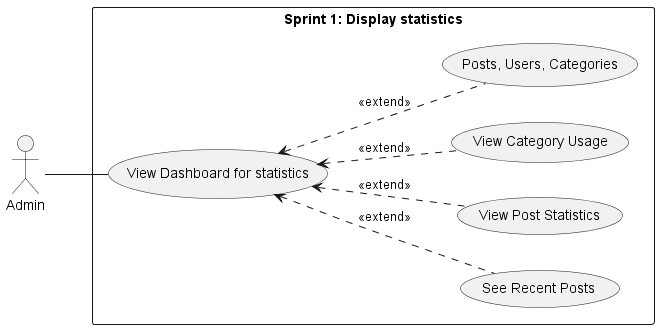 Sprint 1: Display statistics
Posts, Users, Categories
«extend»
«extend»
View Category Usage
View Dashboard for statistics
«extend»
View Post Statistics
Admin
«extend»
See Recent Posts